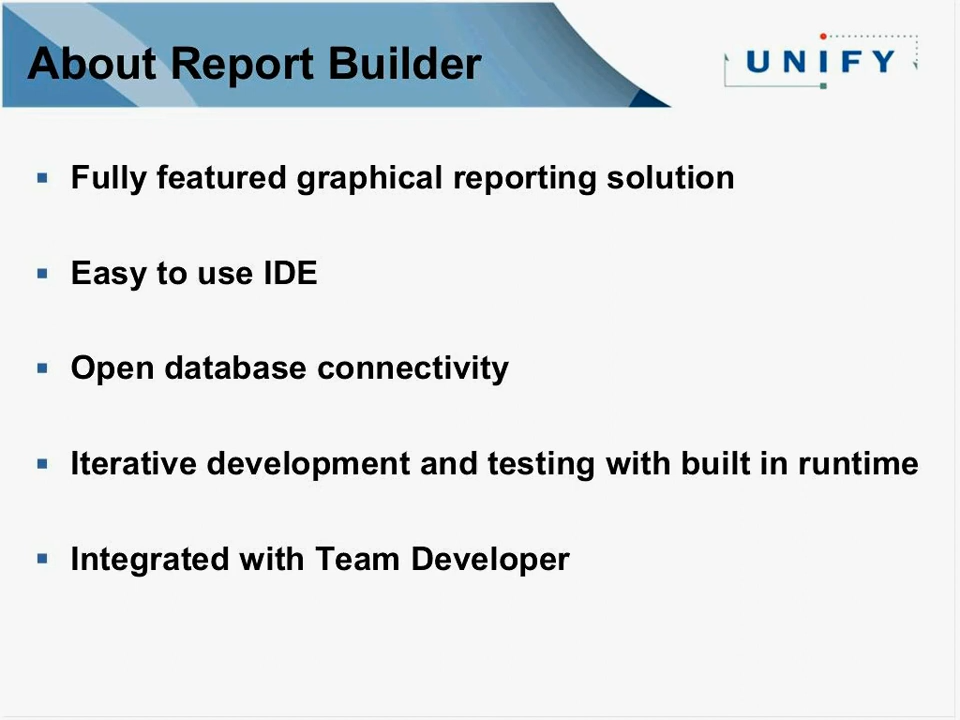 About Report Builder
UNIFY
Fully featured graphical reporting solution
Easy to use IDE
Open database connectivity
Iterative development and testing with built in runtime
Integrated with Team Developer